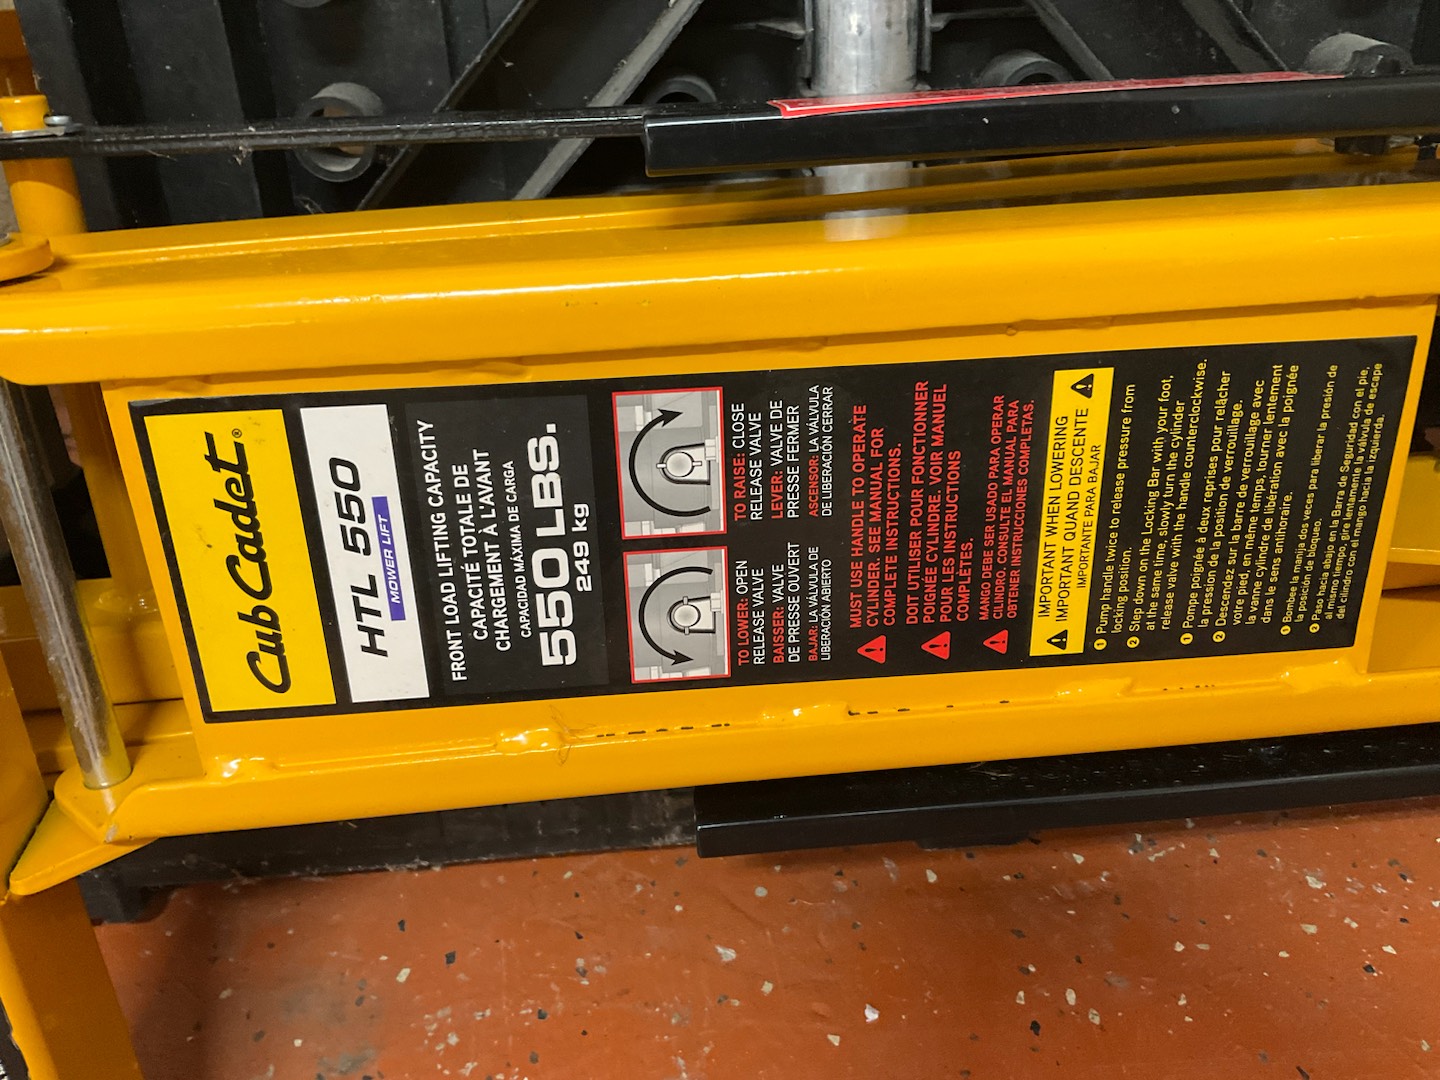 Cub Cadet®
HTL 550
MOWER LIFT
FRONT LOAD LIFTING CAPACITY
CAPACITÉ TOTALE DE
CHARGEMENT À L'AVANT
CAPACIDAD MÁXIMA DE CARGA
550 LBS.
249 kg
TO LOWER: OPEN
RELEASE VALVE
BAISSER: VALVE
DE PRESSE OUVERT
BAJAR: LA VÁLVULA DE
LIBERACIÓN ABIERTO
TO RAISE: CLOSE
RELEASE VALVE
LEVER: VALVE DE
PRESSE FERMER
ASCENSOR: LA VÁLVULA
DE LIBERACIÓN CERRAR
MUST USE HANDLE TO OPERATE
CYLINDER. SEE MANUAL FOR
COMPLETE INSTRUCTIONS.
DOIT UTILISER POUR FONCTIONNER
POIGNÉE CYLINDRE. VOIR MANUEL
POUR LES INSTRUCTIONS
COMPLÈTES.
MANGO DEBE SER USADO PARA OPERAR
CILINDRO. CONSULTE EL MANUAL PARA
OBTENER INSTRUCCIONES COMPLETAS.
IMPORTANT WHEN LOWERING
IMPORTANT QUAND DESCENTE
IMPORTANTE PARA BAJAR
1 Pump handle twice to release pressure from
locking position.
2 Step down on the Locking Bar with your foot,
at the same time, slowly turn the cylinder
release valve with the handle counterclockwise.
1 Pompe poignée à deux reprises pour relâcher
la pression de la position de verrouillage.
2 Descendez sur la barre de verrouillage avec
votre pied, en même temps, tourner lentement
la vanne cylindre de libération avec la poignée
dans le sens antihoraire.
1 Bombee la manija dos veces para liberar la presión de
la posición de bloqueo.
2 Paso hacia abajo en la Barra de Seguridad con el pie,
al mismo tiempo, gire lentamente la válvula de escape
del cilindro con el mango hacia la izquierda.